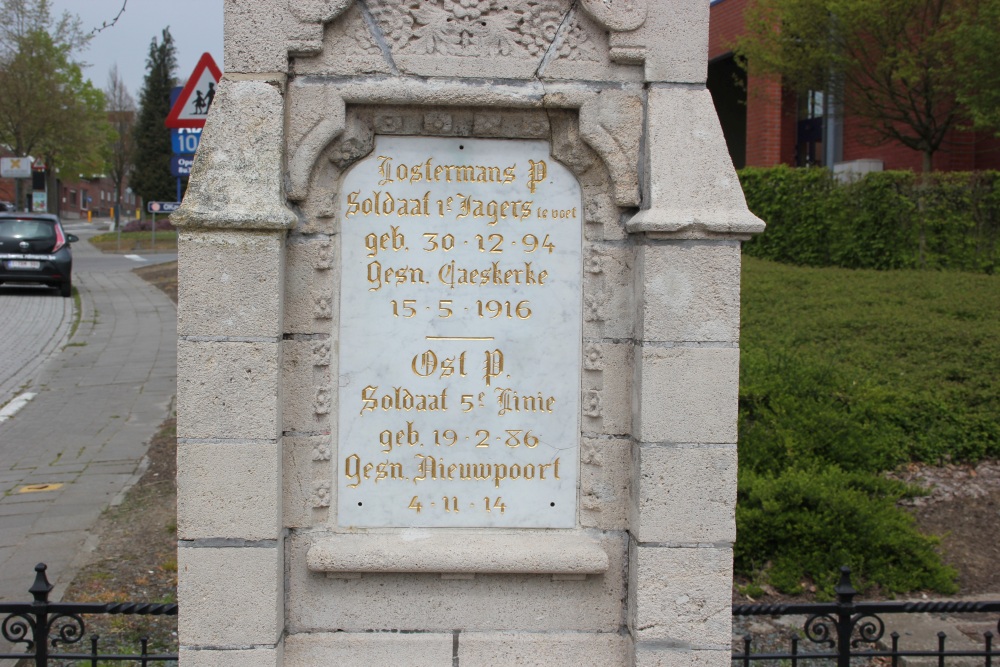 Lostermans P
Soldaat 1e Jagers te voet
geb. 30-12-94
Gesn. Caeskerke
15-5-1916
Ost P.
Soldaat 5e Linie
geb. 19-2-86
Gesn. Nieuwpoort
4-11-14